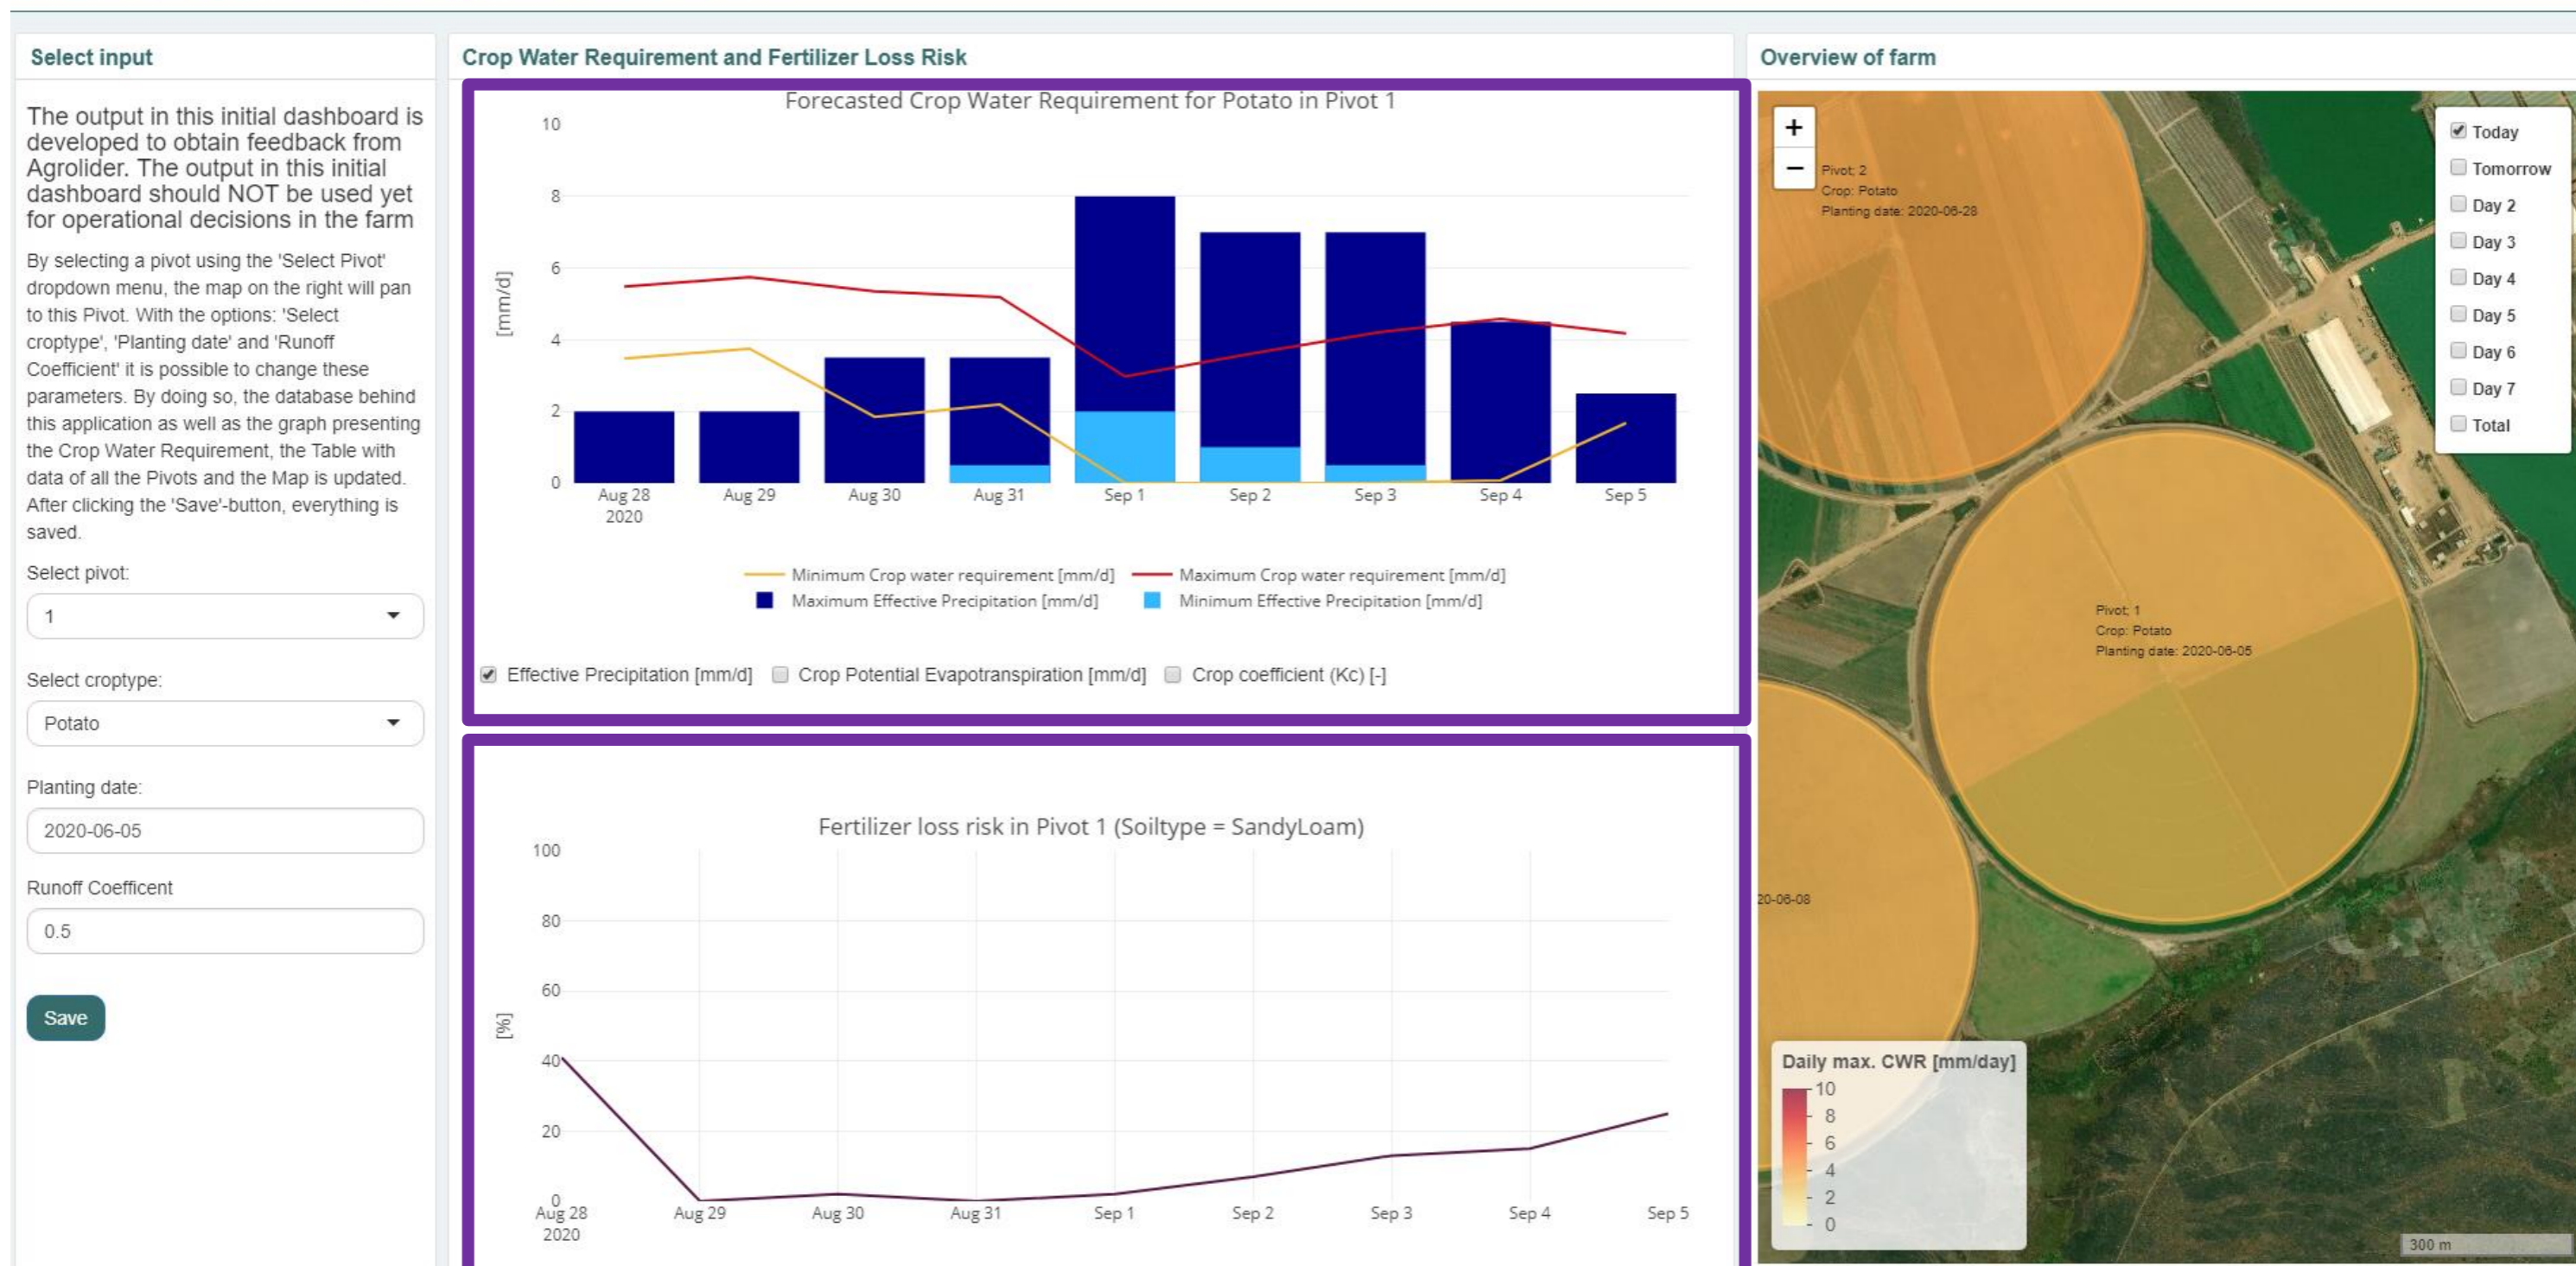 Select input
The output in this initial dashboard is
developed to obtain feedback from
Agrolider. The output in this initial
dashboard should NOT be used yet
for operational decisions in the farm
By selecting a pivot using the 'Select Pivot'
dropdown menu, the map on the right will pan
to this Pivot. With the options: 'Select
croptype', 'Planting date' and 'Runoff
Coefficient' it is possible to change these
parameters. By doing so, the database behind
this application as well as the graph presenting
the Crop Water Requirement, the Table with
data of all the Pivots and the Map is updated.
After clicking the 'Save'-button, everything is
saved.
Select pivot:
1
Select croptype:
Potato
Planting date:
2020-06-05
Runoff Coefficent
0.5
Save
Crop Water Requirement and Fertilizer Loss Risk
Forecasted Crop Water Requirement for Potato in Pivot 1
10
8
6
4
2
0
[mm/d]
Aug 28 Aug 29 Aug 30 Aug 31 Sep 1 Sep 2 Sep 3 Sep 4 Sep 5
2020
Minimum Crop water requirement [mm/d] Maximum Crop water requirement [mm/d]
Maximum Effective Precipitation [mm/d] Minimum Effective Precipitation [mm/d]
Effective Precipitation [mm/d] Crop Potential Evapotranspiration [mm/d] Crop coefficient (Kc) [-]
Fertilizer loss risk in Pivot 1 (Soiltype = SandyLoam)
100
80
60
40
20
0
[%]
Aug 28 Aug 29 Aug 30 Aug 31 Sep 1 Sep 2 Sep 3 Sep 4 Sep 5
2020
Overview of farm
+
−
Pivot; 2
Crop: Potato
Planting date: 2020-06-28
Today
Tomorrow
Day 2
Day 3
Day 4
Day 5
Day 6
Day 7
Total
Pivot; 1
Crop: Potato
Planting date: 2020-06-05
20-06-08
Daily max. CWR [mm/day]
10
8
6
4
2
0
300 m